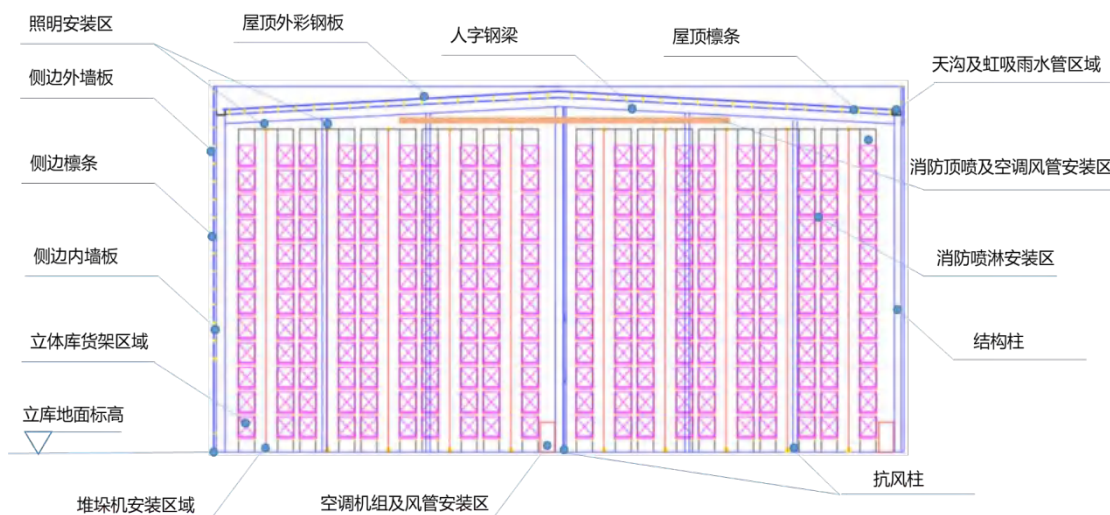 照明安装区
屋顶外彩钢板
人字钢梁
屋顶檩条
天沟及虹吸雨水管区域
侧边外墙板
侧边檩条
消防顶喷及空调风管安装区
侧边内墙板
消防喷淋安装区
立体库货架区域
结构柱
立库地面标高
抗风柱
堆垛机安装区域
空调机组及风管安装区